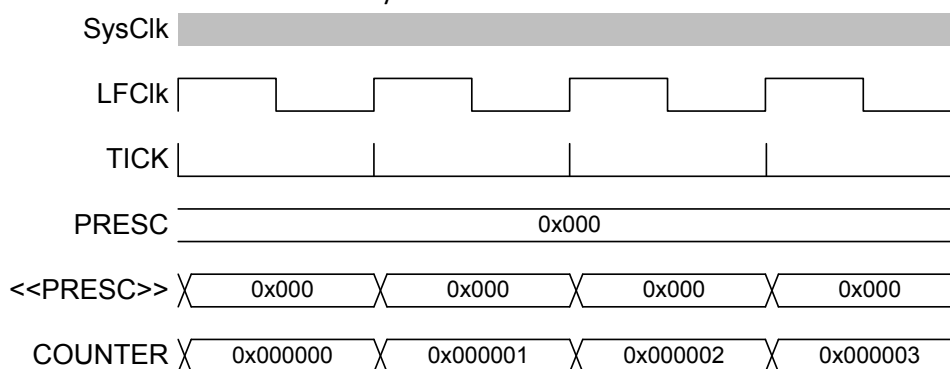 SysClk
LFClk
TICK
PRESC 0x000
<<PRESC>> 0x000 0x000 0x000 0x000
COUNTER 0x000000 0x000001 0x000002 0x000003